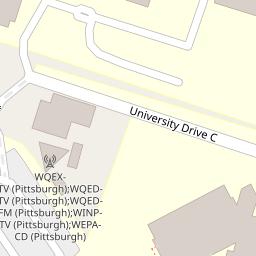 University Drive C
WQEX-
TV (Pittsburgh);WQED-
TV (Pittsburgh);WQED-
FM (Pittsburgh);WINP-
TV (Pittsburgh);WEPA-
CD (Pittsburgh)